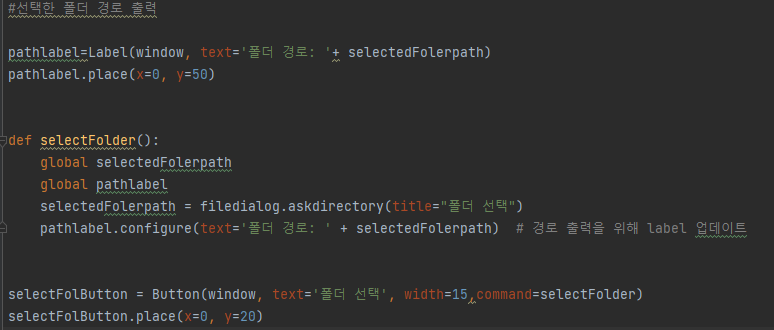 #선택한 폴더 경로 출력
pathlabel=Label(window, text='폴더 경로: '+ selectedFolerpath)
pathlabel.place(x=0, y=50)
def selectFolder():
    global selectedFolerpath
    global pathlabel
    selectedFolerpath = filedialog.askdirectory(title="폴더 선택")
    pathlabel.configure(text='폴더 경로: ' + selectedFolerpath)  # 경로 출력을 위해 label 업데이트
selectFolButton = Button(window, text='폴더 선택', width=15,command=selectFolder)
selectFolButton.place(x=0, y=20)